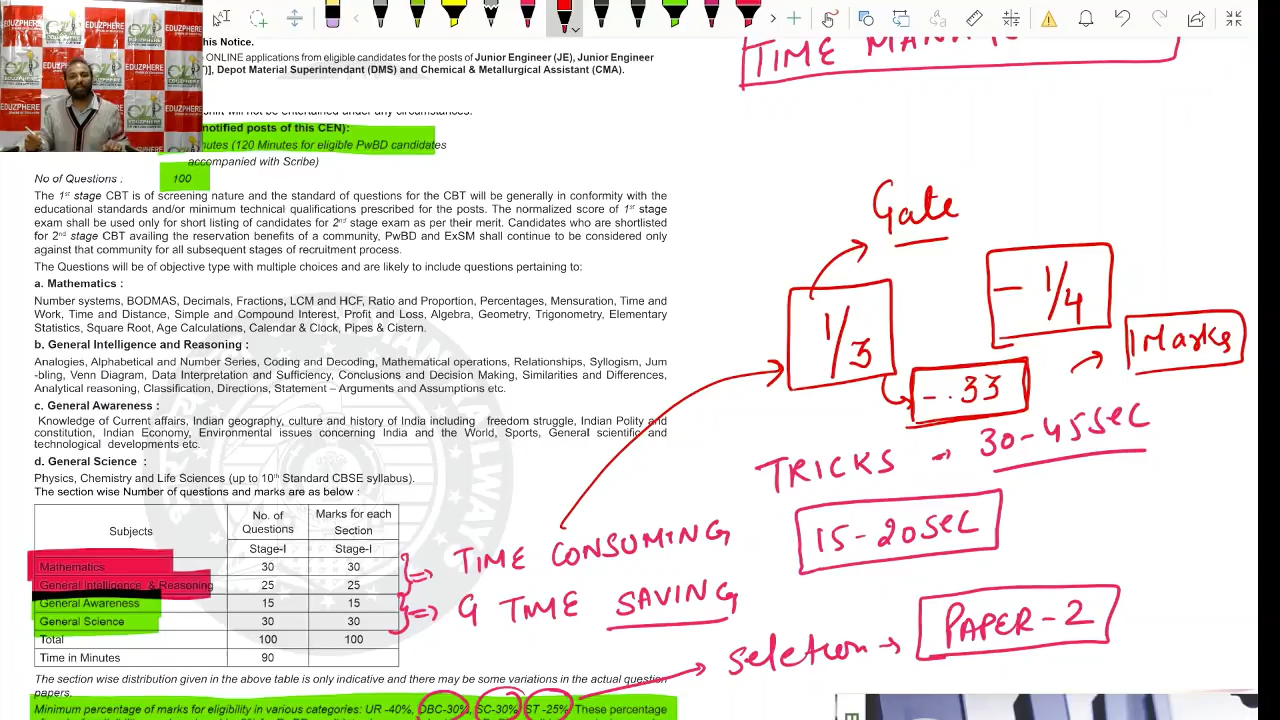 EDUZPHERE
this Notice.
ONLINE applications from eligible candidates for the posts of Junior Engineer (JE), Junior Engineer
)], Depot Material Superintendent (DMS) and Chemical & Metallurgical Assistant (CMA).
shift will not be entertained under any circumstances.
notified posts of this CEN):
nutes (120 Minutes for eligible PwBD candidates
accompanied with Scribe)
No of Questions : 100
The 1st stage CBT is of screening nature and the standard of questions for the CBT will be generally in conformity with the
educational standards and/or minimum technical qualifications prescribed for the posts. The normalized score of 1st stage
exam shall be used only for short listing of candidates for 2nd stage exam as per their merit. Candidates who are shortlisted
for 2nd stage CBT availing the reservation benefits of a community, PwBD and ExSM shall continue to be considered only
against that community for all subsequent stages of recruitment process.
The Questions will be of objective type with multiple choices and are likely to include questions pertaining to:
a. Mathematics :
Number systems, BODMAS, Decimals, Fractions, LCM and HCF, Ratio and Proportion, Percentages, Mensuration, Time and
Work, Time and Distance, Simple and Compound Interest, Profit and Loss, Algebra, Geometry, Trigonometry, Elementary
Statistics, Square Root, Age Calculations, Calendar & Clock, Pipes & Cistern.
b. General Intelligence and Reasoning :
Analogies, Alphabetical and Number Series, Coding and Decoding, Mathematical operations, Relationships, Syllogism, Jum
-bling, Venn Diagram, Data Interpretation and Sufficiency, Conclusions and Decision Making, Similarities and Differences,
Analytical reasoning, Classification, Directions, Statement – Arguments and Assumptions etc.
c. General Awareness :
Knowledge of Current affairs, Indian geography, culture and history of India including freedom struggle, Indian Polity and
constitution, Indian Economy, Environmental issues concerning India and the World, Sports, General scientific and
technological developments etc.
d. General Science :
Physics, Chemistry and Life Sciences (up to 10th Standard CBSE syllabus).
The section wise Number of questions and marks are as below :
Subjects No. of Questions Marks for each Section
Stage-I Stage-I
Mathematics 30 30
General Intelligence & Reasoning 25 25
General Awareness 15 15
General Science 30 30
Total 100 100
Time in Minutes 90
The section wise distribution given in the above table is only indicative and there may be some variations in the actual question
papers.
Minimum percentage of marks for eligibility in various categories: UR -40%, OBC-30%, SC-30%, ST -25%. These percentage
TIME
Gate
1/3
- 1/4
- .33
1 Marks
TRICKS → 30-45 SEC
15-20 SEC
TIME CONSUMING
TIME SAVING
PAPER-2